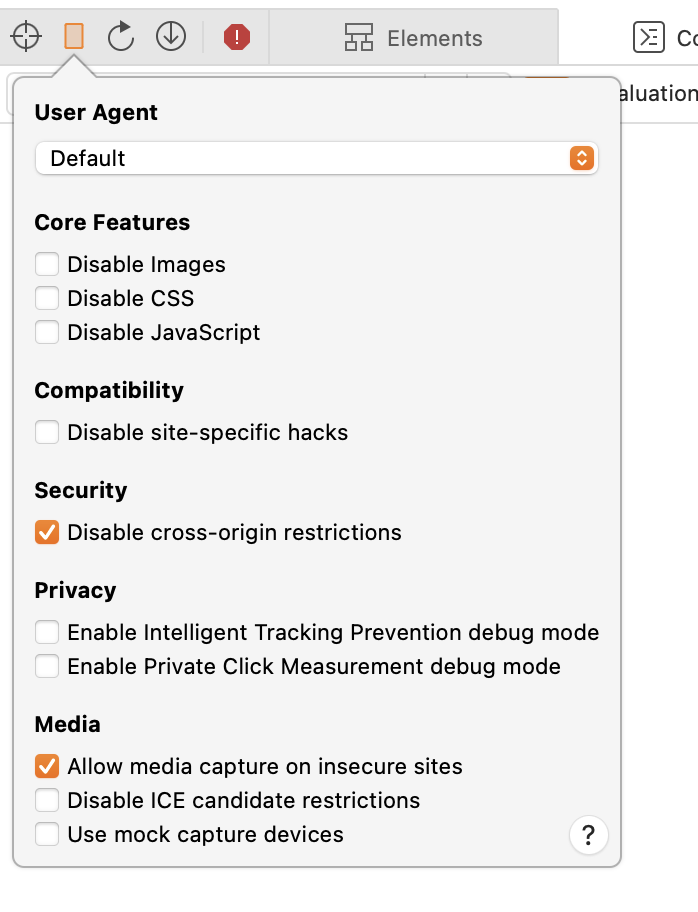 Elements
User Agent
Default
Core Features
Disable Images
Disable CSS
Disable JavaScript
Compatibility
Disable site-specific hacks
Security
Disable cross-origin restrictions
Privacy
Enable Intelligent Tracking Prevention debug mode
Enable Private Click Measurement debug mode
Media
Allow media capture on insecure sites
Disable ICE candidate restrictions
Use mock capture devices
?